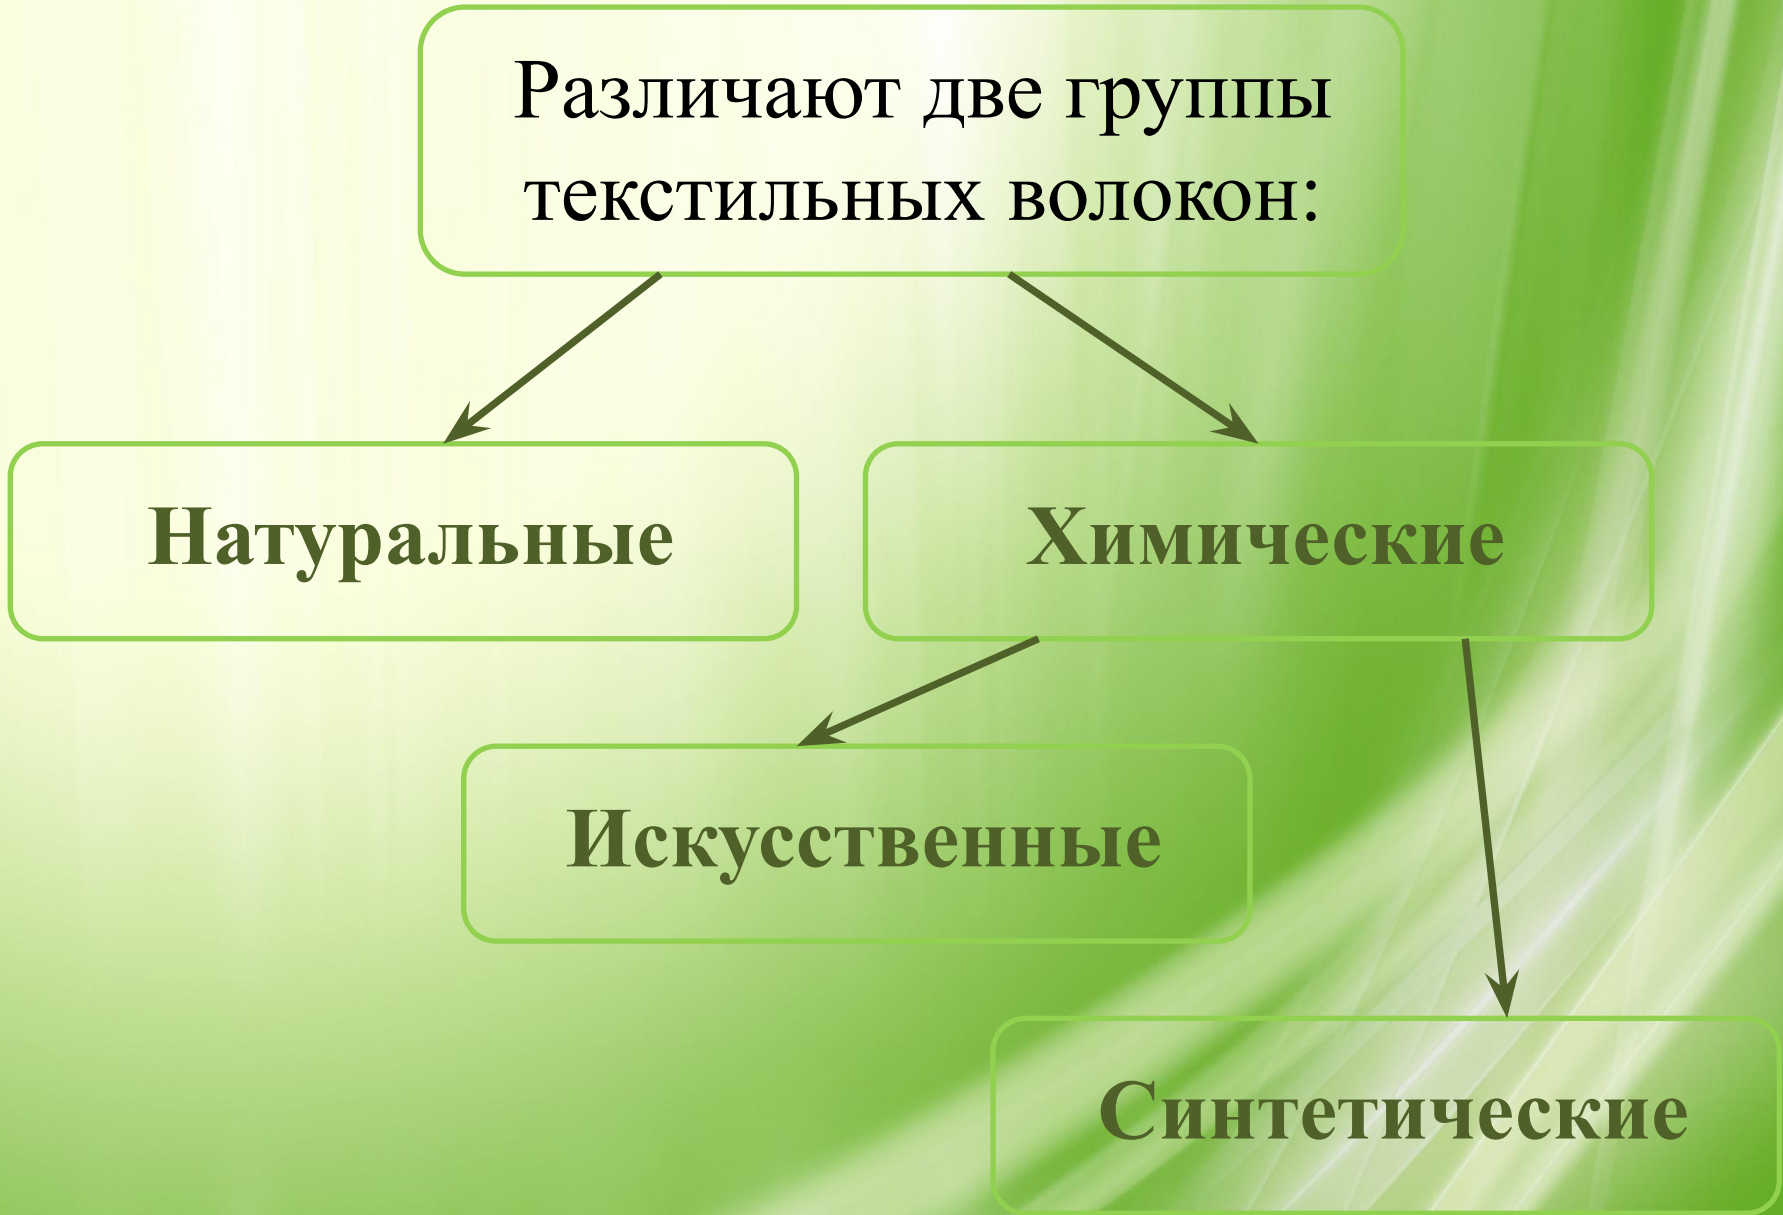 Различают две группы
текстильных волокон:
Натуральные
Химические
Искусственные
Синтетические